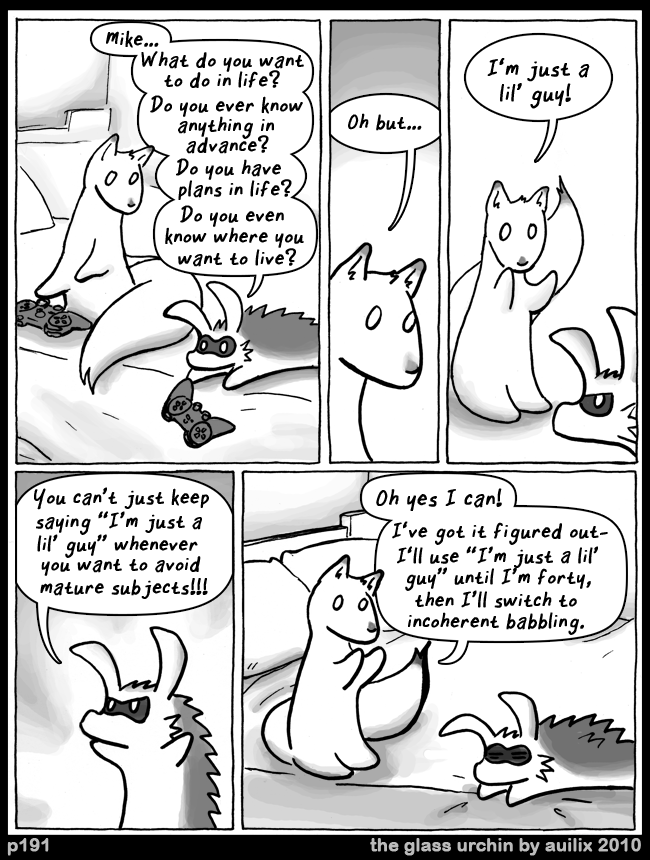 Mike...
What do you want
to do in life?
Do you ever know
anything in
advance?
Do you have
plans in life?
Do you even
know where you
want to live?
Oh but...
I'm just a
lil' guy!
You can't just keep
saying "I'm just a
lil' guy" whenever
you want to avoid
mature subjects!!!
Oh yes I can!
I've got it figured out-
I'll use "I'm just a lil'
guy" until I'm forty,
then I'll switch to
incoherent babbling.
p191
the glass urchin by auilix 2010